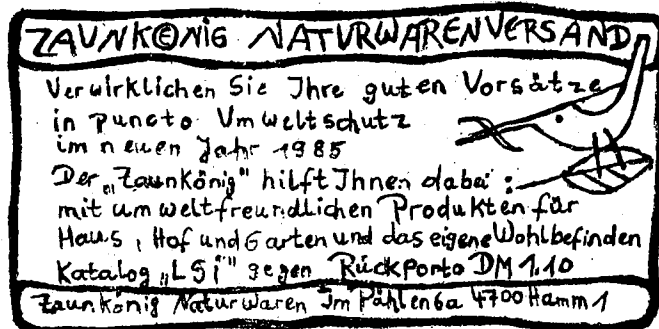 ZAUNKÖNIG NATURWARENVERSAND
Verwirklichen Sie Ihre guten Vorsätze
in puncto Umweltschutz
im neuen Jahr 1985
Der „Zaunkönig" hilft Ihnen dabei:
mit umweltfreundlichen Produkten für
Haus, Hof und Garten und das eigene Wohlbefinden
Katalog „LSi" gegen Rückporto DM 1.10
Zaunkönig Naturwaren Im Pählen 6a 4700 Hamm 1